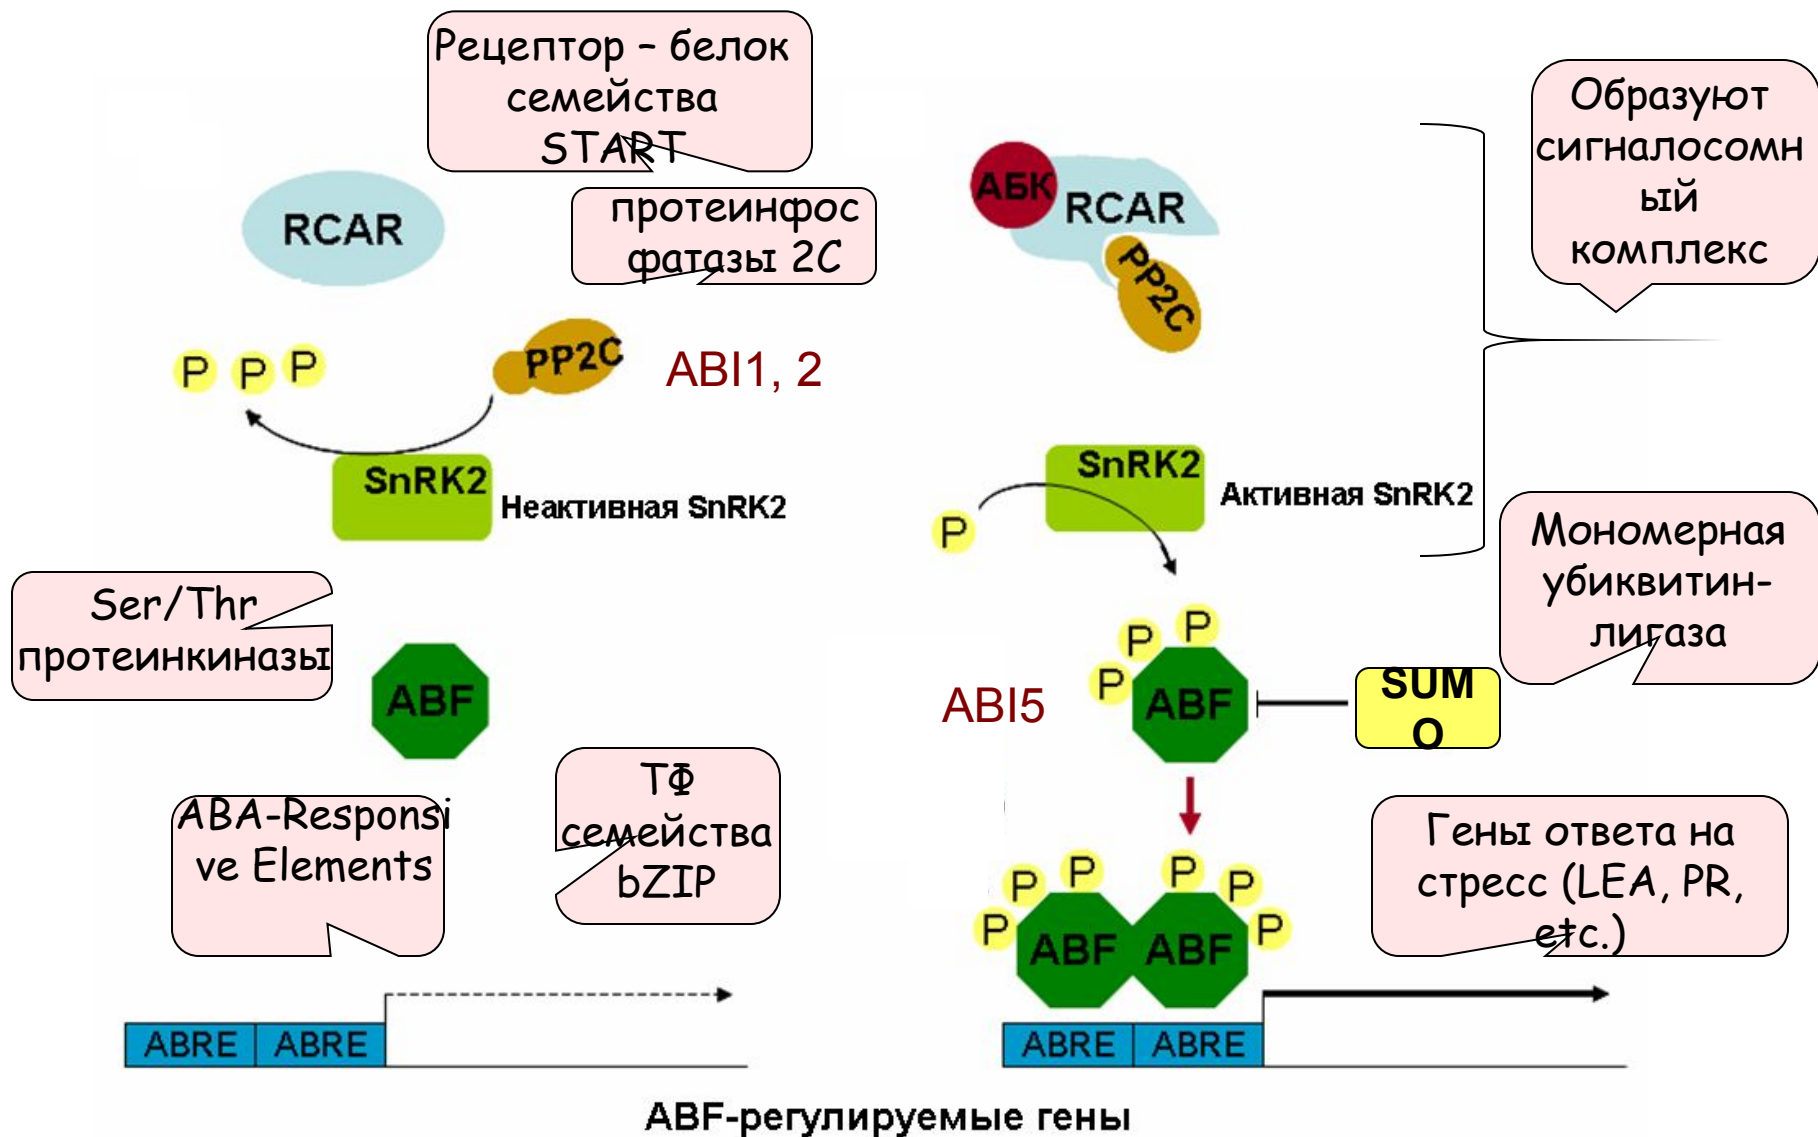 Рецептор – белок
семейства
START
протеинфос
фатазы 2С
RCAR
P P P
PP2C
ABI1, 2
SnRK2
Неактивная SnRK2
Ser/Thr
протеинкиназы
ABF
ABA-Responsi
ve Elements
ТФ
семейства
bZIP
ABRE ABRE
АБК
RCAR
PP2C
Образуют
сигналосомн
ый
комплекс
SnRK2
Активная SnRK2
P
Мономерная
убиквитин-
лигаза
P P P
ABI5
ABF
SUM
O
Гены ответа на
стресс (LEA, PR,
etc.)
P P P P P P
ABF ABF
ABRE ABRE
ABF-регулируемые гены